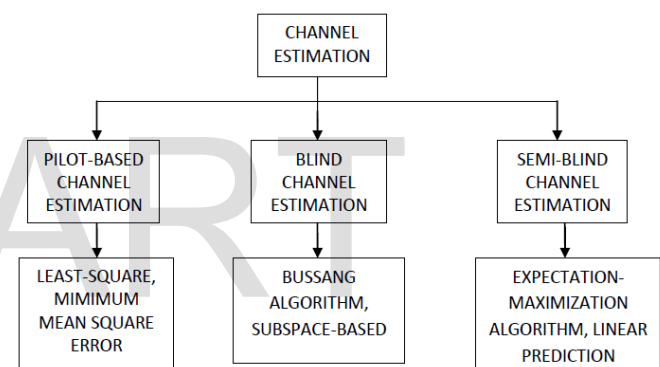 CHANNEL
ESTIMATION
PILOT-BASED
CHANNEL
ESTIMATION
BLIND
CHANNEL
ESTIMATION
SEMI-BLIND
CHANNEL
ESTIMATION
LEAST-SQUARE,
MIMIMUM
MEAN SQUARE
ERROR
BUSSANG
ALGORITHM,
SUBSPACE-BASED
EXPECTATION-
MAXIMIZATION
ALGORITHM, LINEAR
PREDICTION
ART